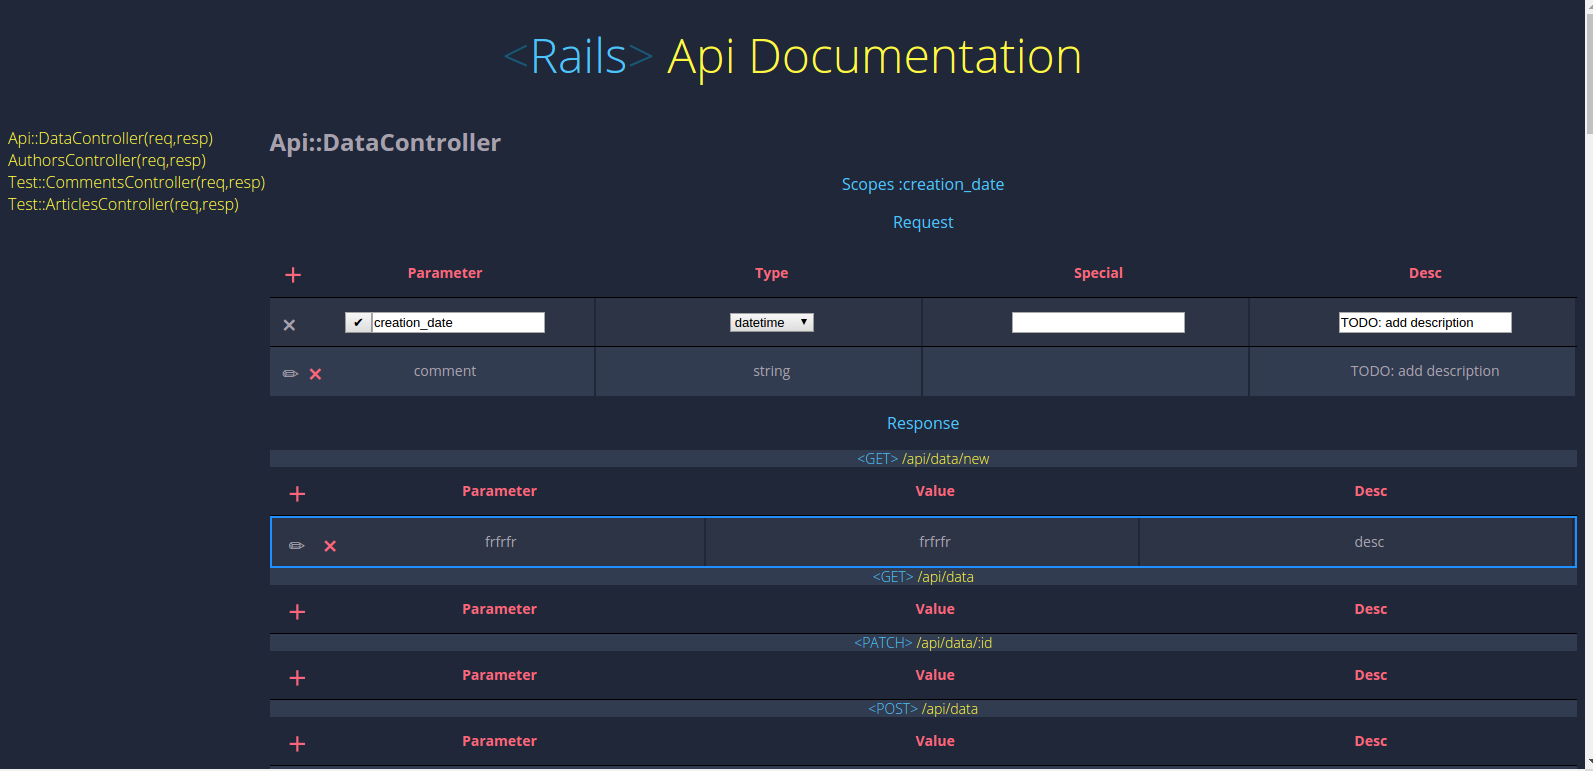 <Rails> Api Documentation
Api::DataController(req,resp)
AuthorsController(req,resp)
Test::CommentsController(req,resp)
Test::ArticlesController(req,resp)
Api::DataController
Scopes :creation_date
Request
+ Parameter Type Special Desc
✕ ✔ creation_date datetime ▼ TODO: add description
✏ ✕ comment string TODO: add description
Response
<GET> /api/data/new
+ Parameter Value Desc
✏ ✕ frfrfr frfrfr desc
<GET> /api/data
+ Parameter Value Desc
<PATCH> /api/data/:id
+ Parameter Value Desc
<POST> /api/data
+ Parameter Value Desc